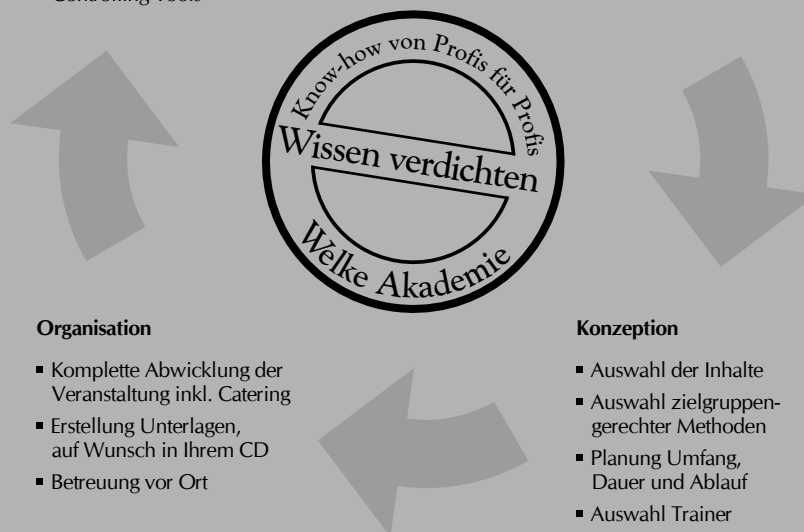 Controlling Tools
Know-how von Profis für Profis
Wissen verdichten
Welke Akademie
Organisation
▪ Komplette Abwicklung der
Veranstaltung inkl. Catering
▪ Erstellung Unterlagen,
auf Wunsch in Ihrem CD
▪ Betreuung vor Ort
Konzeption
▪ Auswahl der Inhalte
▪ Auswahl zielgruppen-
gerechter Methoden
▪ Planung Umfang,
Dauer und Ablauf
▪ Auswahl Trainer